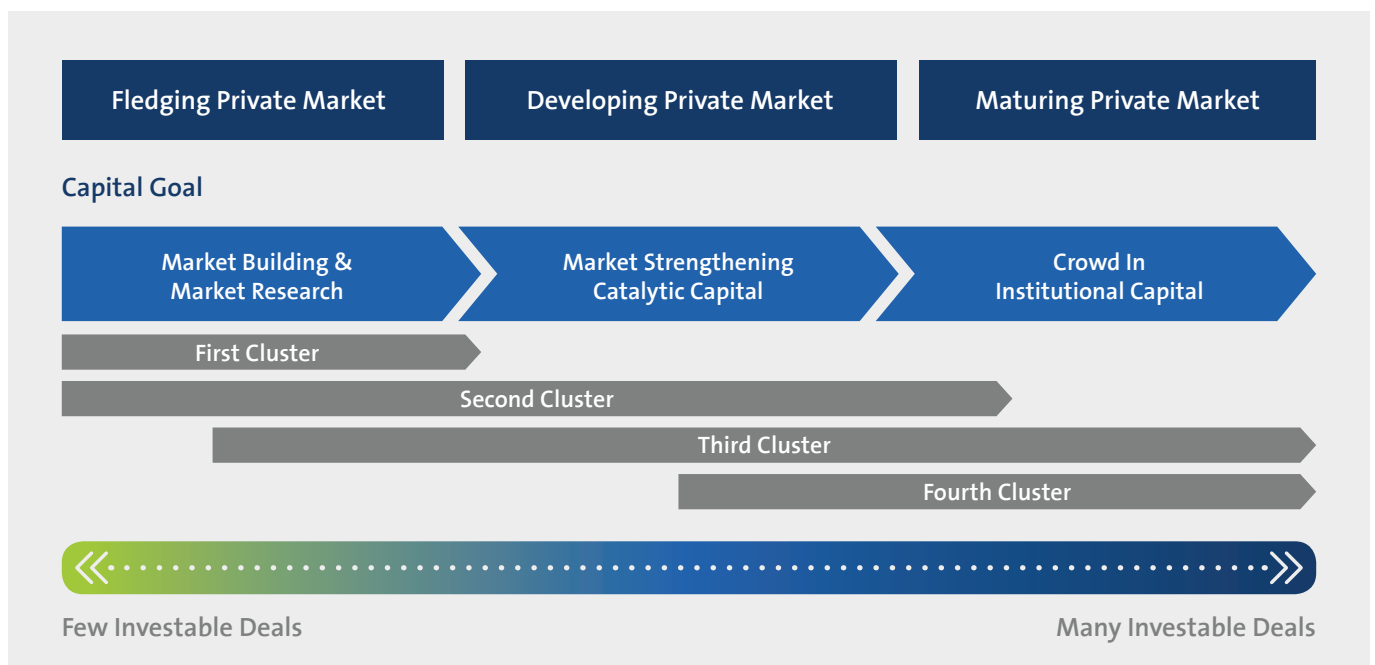 Fledging Private Market
Developing Private Market
Maturing Private Market
Capital Goal
Market Building &
Market Research
Market Strengthening
Catalytic Capital
Crowd In
Institutional Capital
First Cluster
Second Cluster
Third Cluster
Fourth Cluster
Few Investable Deals
Many Investable Deals